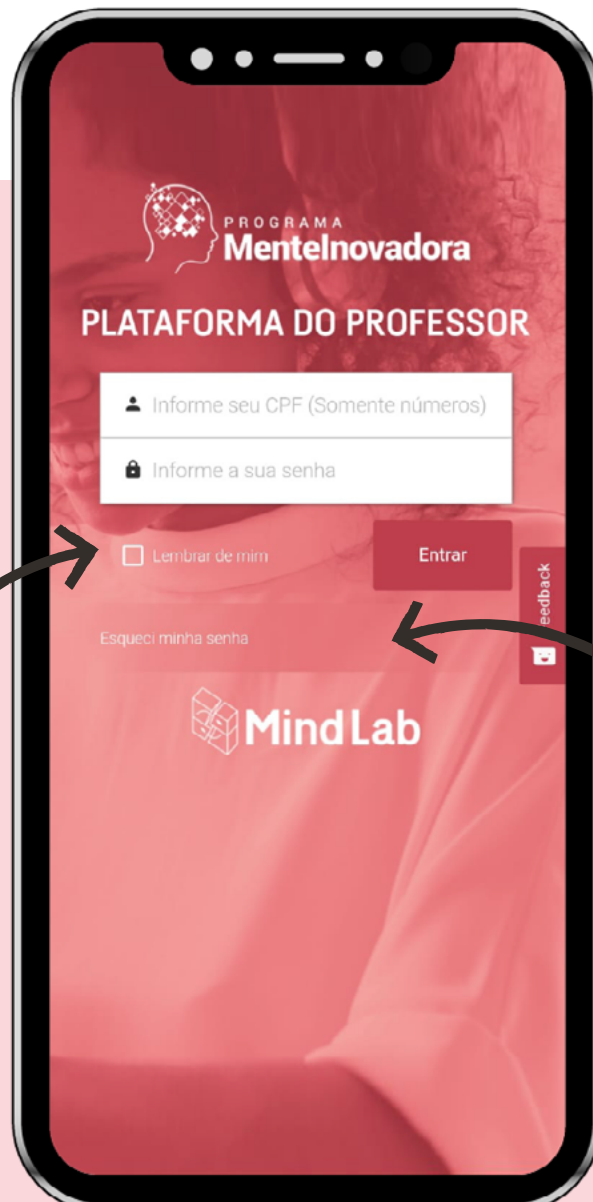 PROGRAMA
MenteInovadora
PLATAFORMA DO PROFESSOR
Informe seu CPF (Somente números)
Informe a sua senha
Lembrar de mim
Entrar
eedback
Esqueci minha senha
MindLab